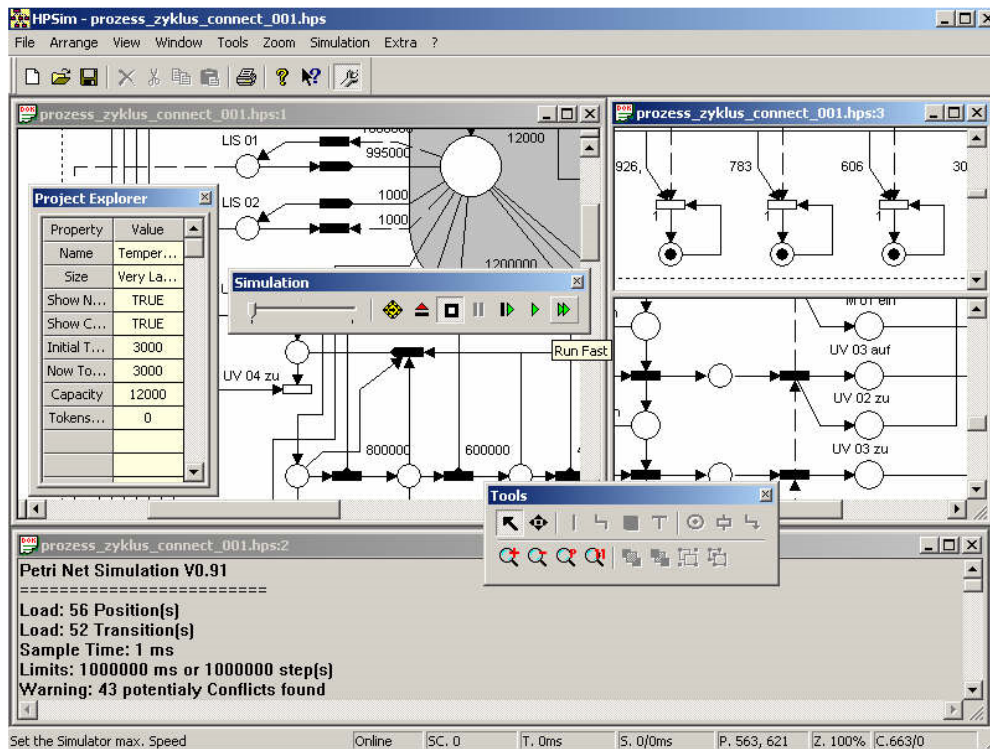 HPSim - prozess_zyklus_connect_001.hps
File Arrange View Window Tools Zoom Simulation Extra ?
prozess_zyklus_connect_001.hps:1
LIS 01
995000
12000
LIS 02
1000
1000
1200000
UV 04 zu
800000
600000
Project Explorer
Property Value
Name Temper...
Size Very La...
Show N... TRUE
Show C... TRUE
Initial T... 3000
Now To... 3000
Capacity 12000
Tokens... 0
Simulation
Run Fast
prozess_zyklus_connect_001.hps:3
926, 783 606 30
1 1 1
M 01 ein
UV 03 auf
UV 02 zu
UV 03 zu
Tools
prozess_zyklus_connect_001.hps:2
Petri Net Simulation V0.91
==========================
Load: 56 Position(s)
Load: 52 Transition(s)
Sample Time: 1 ms
Limits: 1000000 ms or 1000000 step(s)
Warning: 43 potentialy Conflicts found
Set the Simulator max. Speed Online SC. 0 T. 0ms S. 0/0ms P. 563, 621 Z. 100% C.663/0